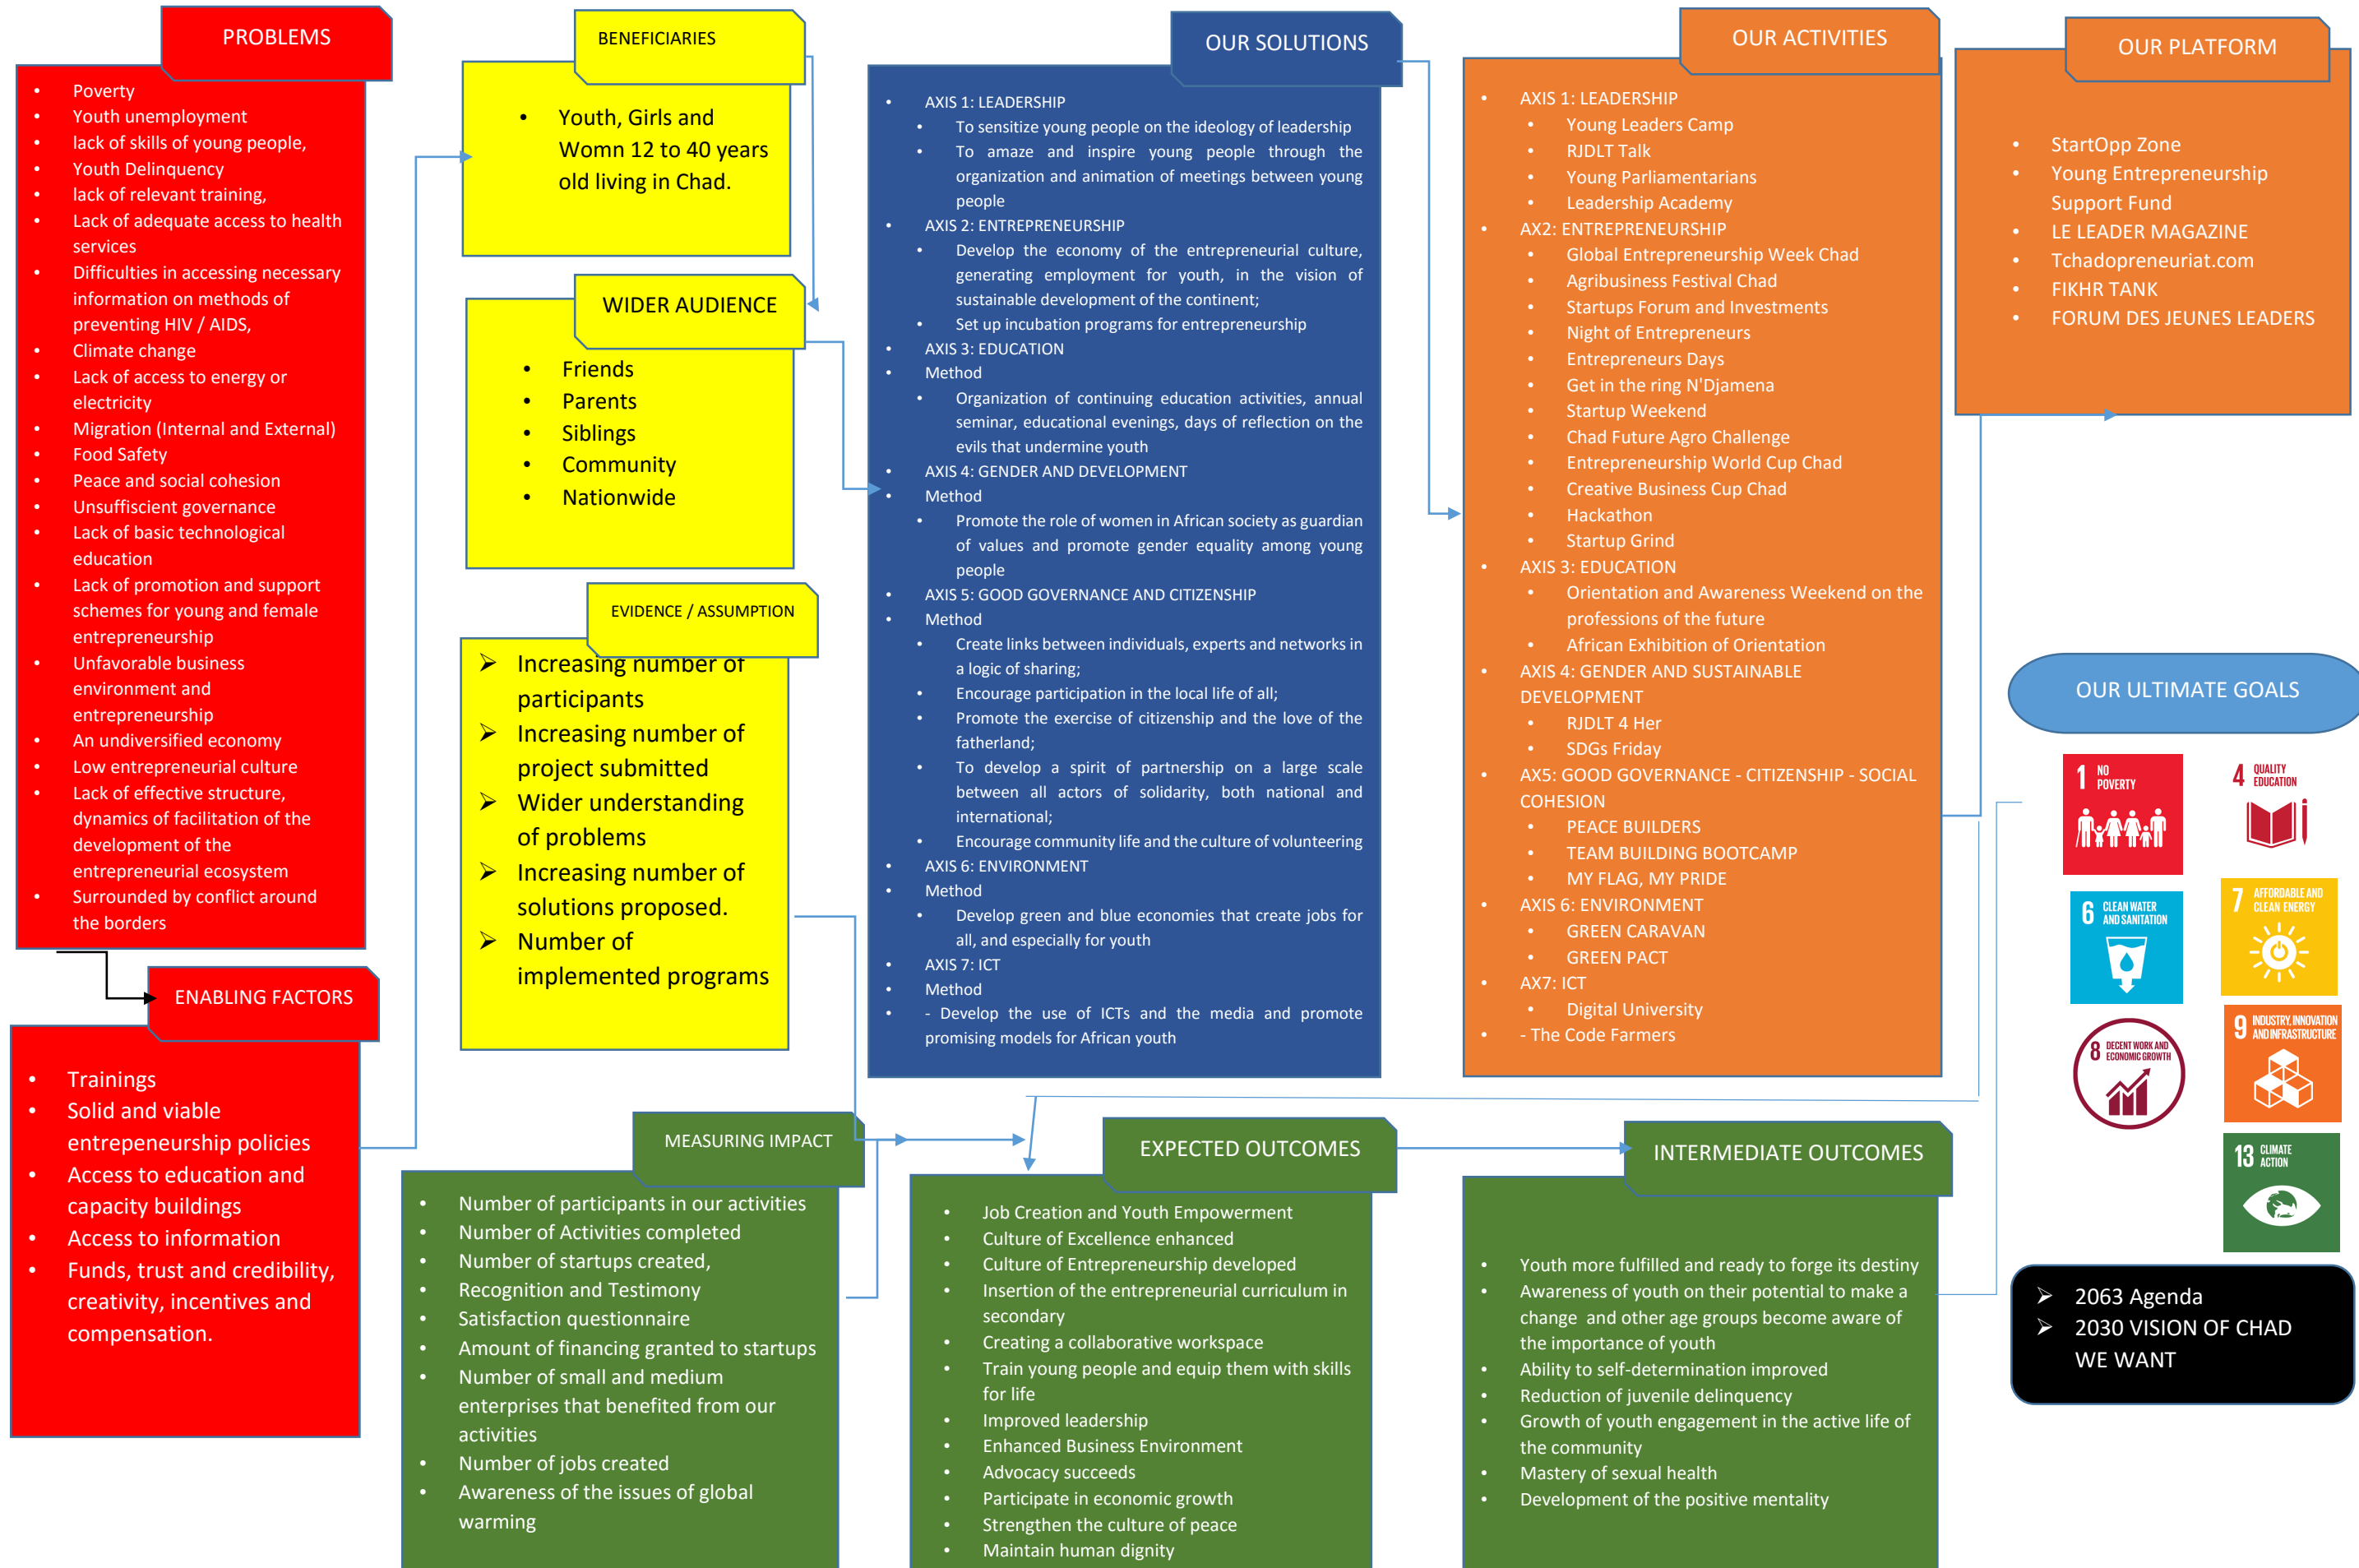 PROBLEMS
• Poverty
• Youth unemployment
• lack of skills of young people,
• Youth Delinquency
• lack of relevant training,
• Lack of adequate access to health
services
• Difficulties in accessing necessary
information on methods of
preventing HIV / AIDS,
• Climate change
• Lack of access to energy or
electricity
• Migration (Internal and External)
• Food Safety
• Peace and social cohesion
• Unsuffiscient governance
• Lack of basic technological
education
• Lack of promotion and support
schemes for young and female
entrepreneurship
• Unfavorable business
environment and
entrepreneurship
• An undiversified economy
• Low entrepreneurial culture
• Lack of effective structure,
dynamics of facilitation of the
development of the
entrepreneurial ecosystem
• Surrounded by conflict around
the borders
ENABLING FACTORS
• Trainings
• Solid and viable
entrepeneurship policies
• Access to education and
capacity buildings
• Access to information
• Funds, trust and credibility,
creativity, incentives and
compensation.
BENEFICIARIES
• Youth, Girls and
Womn 12 to 40 years
old living in Chad.
WIDER AUDIENCE
• Friends
• Parents
• Siblings
• Community
• Nationwide
EVIDENCE / ASSUMPTION
➢ Increasing number of
participants
➢ Increasing number of
project submitted
➢ Wider understanding
of problems
➢ Increasing number of
solutions proposed.
➢ Number of
implemented programs
OUR SOLUTIONS
• AXIS 1: LEADERSHIP
• To sensitize young people on the ideology of leadership
• To amaze and inspire young people through the
organization and animation of meetings between young
people
• AXIS 2: ENTREPRENEURSHIP
• Develop the economy of the entrepreneurial culture,
generating employment for youth, in the vision of
sustainable development of the continent;
• Set up incubation programs for entrepreneurship
• AXIS 3: EDUCATION
• Method
• Organization of continuing education activities, annual
seminar, educational evenings, days of reflection on the
evils that undermine youth
• AXIS 4: GENDER AND DEVELOPMENT
• Method
• Promote the role of women in African society as guardian
of values and promote gender equality among young
people
• AXIS 5: GOOD GOVERNANCE AND CITIZENSHIP
• Method
• Create links between individuals, experts and networks in
a logic of sharing;
• Encourage participation in the local life of all;
• Promote the exercise of citizenship and the love of the
fatherland;
• To develop a spirit of partnership on a large scale
between all actors of solidarity, both national and
international;
• Encourage community life and the culture of volunteering
• AXIS 6: ENVIRONMENT
• Method
• Develop green and blue economies that create jobs for
all, and especially for youth
• AXIS 7: ICT
• Method
• - Develop the use of ICTs and the media and promote
promising models for African youth
OUR ACTIVITIES
• AXIS 1: LEADERSHIP
• Young Leaders Camp
• RJDLT Talk
• Young Parliamentarians
• Leadership Academy
• AX2: ENTREPRENEURSHIP
• Global Entrepreneurship Week Chad
• Agribusiness Festival Chad
• Startups Forum and Investments
• Night of Entrepreneurs
• Entrepreneurs Days
• Get in the ring N'Djamena
• Startup Weekend
• Chad Future Agro Challenge
• Entrepreneurship World Cup Chad
• Creative Business Cup Chad
• Hackathon
• Startup Grind
• AXIS 3: EDUCATION
• Orientation and Awareness Weekend on the
professions of the future
• African Exhibition of Orientation
• AXIS 4: GENDER AND SUSTAINABLE
DEVELOPMENT
• RJDLT 4 Her
• SDGs Friday
• AX5: GOOD GOVERNANCE - CITIZENSHIP - SOCIAL
COHESION
• PEACE BUILDERS
• TEAM BUILDING BOOTCAMP
• MY FLAG, MY PRIDE
• AXIS 6: ENVIRONMENT
• GREEN CARAVAN
• GREEN PACT
• AX7: ICT
• Digital University
• - The Code Farmers
OUR PLATFORM
• StartOpp Zone
• Young Entrepreneurship
Support Fund
• LE LEADER MAGAZINE
• Tchadopreneuriat.com
• FIKHR TANK
• FORUM DES JEUNES LEADERS
MEASURING IMPACT
• Number of participants in our activities
• Number of Activities completed
• Number of startups created,
• Recognition and Testimony
• Satisfaction questionnaire
• Amount of financing granted to startups
• Number of small and medium
enterprises that benefited from our
activities
• Number of jobs created
• Awareness of the issues of global
warming
EXPECTED OUTCOMES
• Job Creation and Youth Empowerment
• Culture of Excellence enhanced
• Culture of Entrepreneurship developed
• Insertion of the entrepreneurial curriculum in
secondary
• Creating a collaborative workspace
• Train young people and equip them with skills
for life
• Improved leadership
• Enhanced Business Environment
• Advocacy succeeds
• Participate in economic growth
• Strengthen the culture of peace
• Maintain human dignity
INTERMEDIATE OUTCOMES
• Youth more fulfilled and ready to forge its destiny
• Awareness of youth on their potential to make a
change and other age groups become aware of
the importance of youth
• Ability to self-determination improved
• Reduction of juvenile delinquency
• Growth of youth engagement in the active life of
the community
• Mastery of sexual health
• Development of the positive mentality
OUR ULTIMATE GOALS
1 NO
POVERTY
4 QUALITY
EDUCATION
6 CLEAN WATER
AND SANITATION
7 AFFORDABLE AND
CLEAN ENERGY
8 DECENT WORK AND
ECONOMIC GROWTH
9 INDUSTRY, INNOVATION
AND INFRASTRUCTURE
13 CLIMATE
ACTION
➢ 2063 Agenda
➢ 2030 VISION OF CHAD
WE WANT